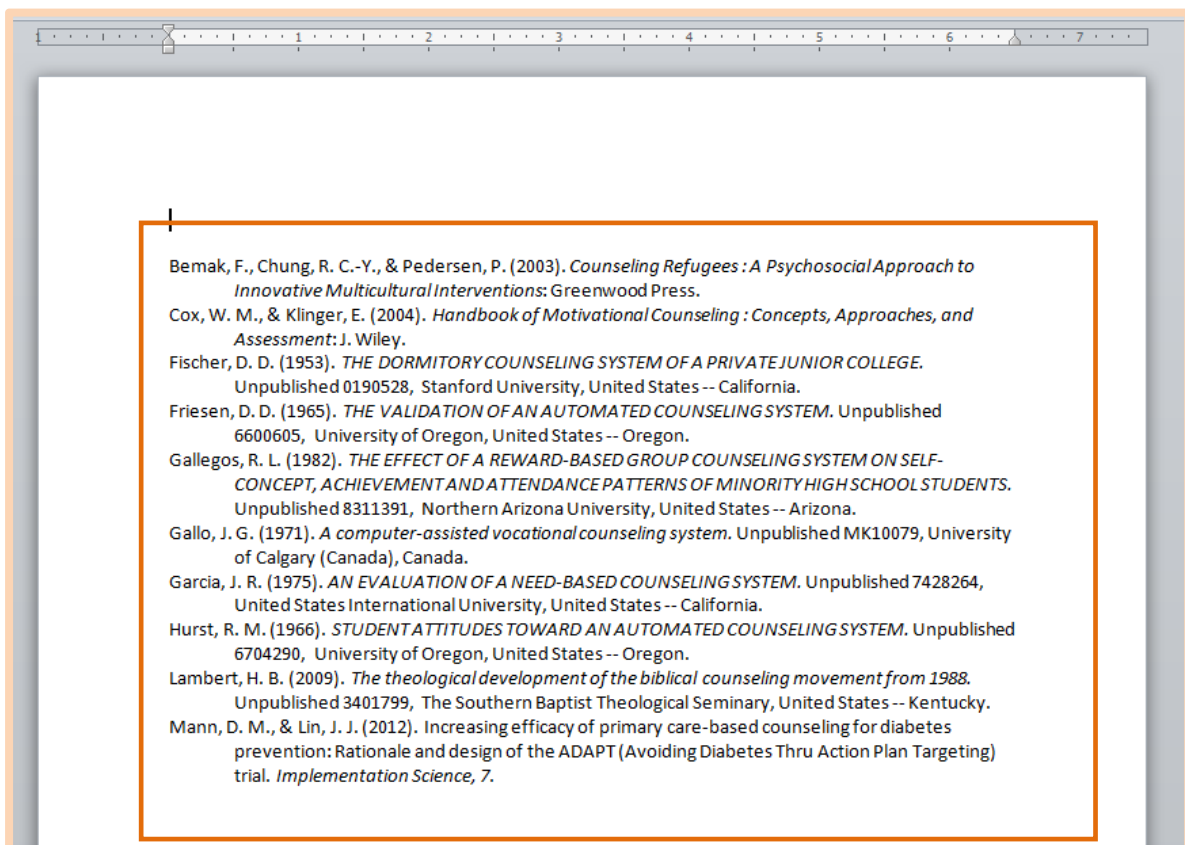 1 1 2 3 4 5 6 7
Bemak, F., Chung, R. C.-Y., & Pedersen, P. (2003). Counseling Refugees : A Psychosocial Approach to
Innovative Multicultural Interventions: Greenwood Press.
Cox, W. M., & Klinger, E. (2004). Handbook of Motivational Counseling : Concepts, Approaches, and
Assessment: J. Wiley.
Fischer, D. D. (1953). THE DORMITORY COUNSELING SYSTEM OF A PRIVATE JUNIOR COLLEGE.
Unpublished 0190528, Stanford University, United States -- California.
Friesen, D. D. (1965). THE VALIDATION OF AN AUTOMATED COUNSELING SYSTEM. Unpublished
6600605, University of Oregon, United States -- Oregon.
Gallegos, R. L. (1982). THE EFFECT OF A REWARD-BASED GROUP COUNSELING SYSTEM ON SELF-
CONCEPT, ACHIEVEMENT AND ATTENDANCE PATTERNS OF MINORITY HIGH SCHOOL STUDENTS.
Unpublished 8311391, Northern Arizona University, United States -- Arizona.
Gallo, J. G. (1971). A computer-assisted vocational counseling system. Unpublished MK10079, University
of Calgary (Canada), Canada.
Garcia, J. R. (1975). AN EVALUATION OF A NEED-BASED COUNSELING SYSTEM. Unpublished 7428264,
United States International University, United States -- California.
Hurst, R. M. (1966). STUDENT ATTITUDES TOWARD AN AUTOMATED COUNSELING SYSTEM. Unpublished
6704290, University of Oregon, United States -- Oregon.
Lambert, H. B. (2009). The theological development of the biblical counseling movement from 1988.
Unpublished 3401799, The Southern Baptist Theological Seminary, United States -- Kentucky.
Mann, D. M., & Lin, J. J. (2012). Increasing efficacy of primary care-based counseling for diabetes
prevention: Rationale and design of the ADAPT (Avoiding Diabetes Thru Action Plan Targeting)
trial. Implementation Science, 7.